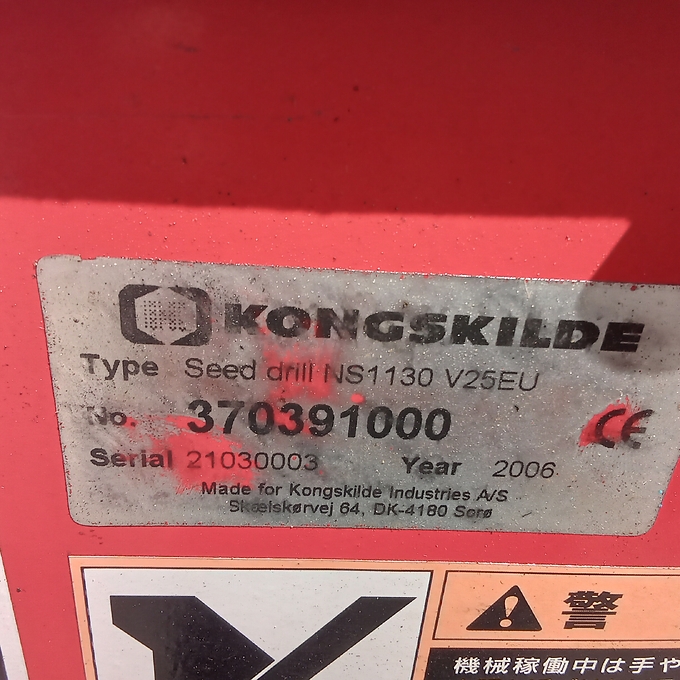 KONGSKILDE
Type Seed drill NS1130 V25EU
No. 370391000
CE
Serial 21030003 Year 2006
Made for Kongskilde Industries A/S
Skælskørvej 64, DK-4180 Sorø
警
機械稼働中は手や